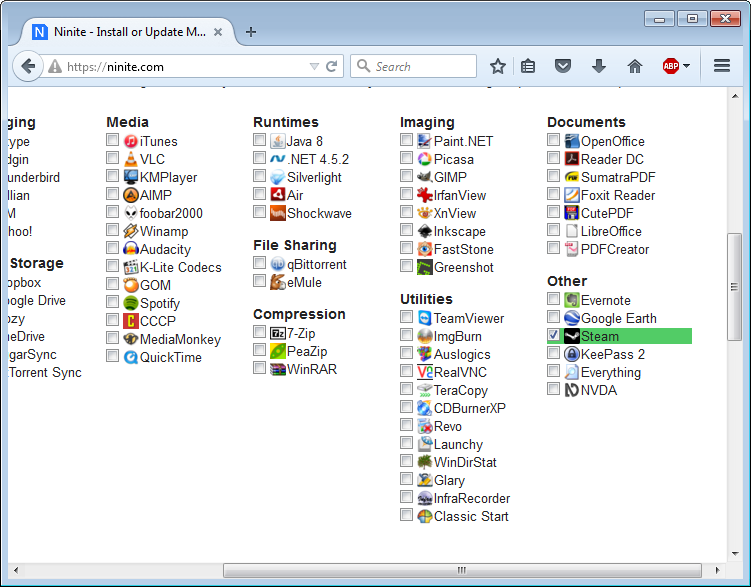 Ninite - Install or Update M...
https://ninite.com
Search
ABP
Media
iTunes
VLC
KMPlayer
AIMP
foobar2000
Winamp
Audacity
K-Lite Codecs
GOM
Spotify
CCCP
MediaMonkey
QuickTime
Runtimes
Java 8
.NET 4.5.2
Silverlight
Air
Shockwave
File Sharing
qBittorrent
eMule
Compression
7-Zip
PeaZip
WinRAR
Imaging
Paint.NET
Picasa
GIMP
IrfanView
XnView
Inkscape
FastStone
Greenshot
Utilities
TeamViewer
ImgBurn
Auslogics
RealVNC
TeraCopy
CDBurnerXP
Revo
Launchy
WinDirStat
Glary
InfraRecorder
Classic Start
Documents
OpenOffice
Reader DC
SumatraPDF
Foxit Reader
CutePDF
LibreOffice
PDFCreator
Other
Evernote
Google Earth
Steam
KeePass 2
Everything
NVDA
ging
ype
dgin
underbird
llian
M
hoo!
Storage
opbox
ogle Drive
ozy
eDrive
garSync
Torrent Sync